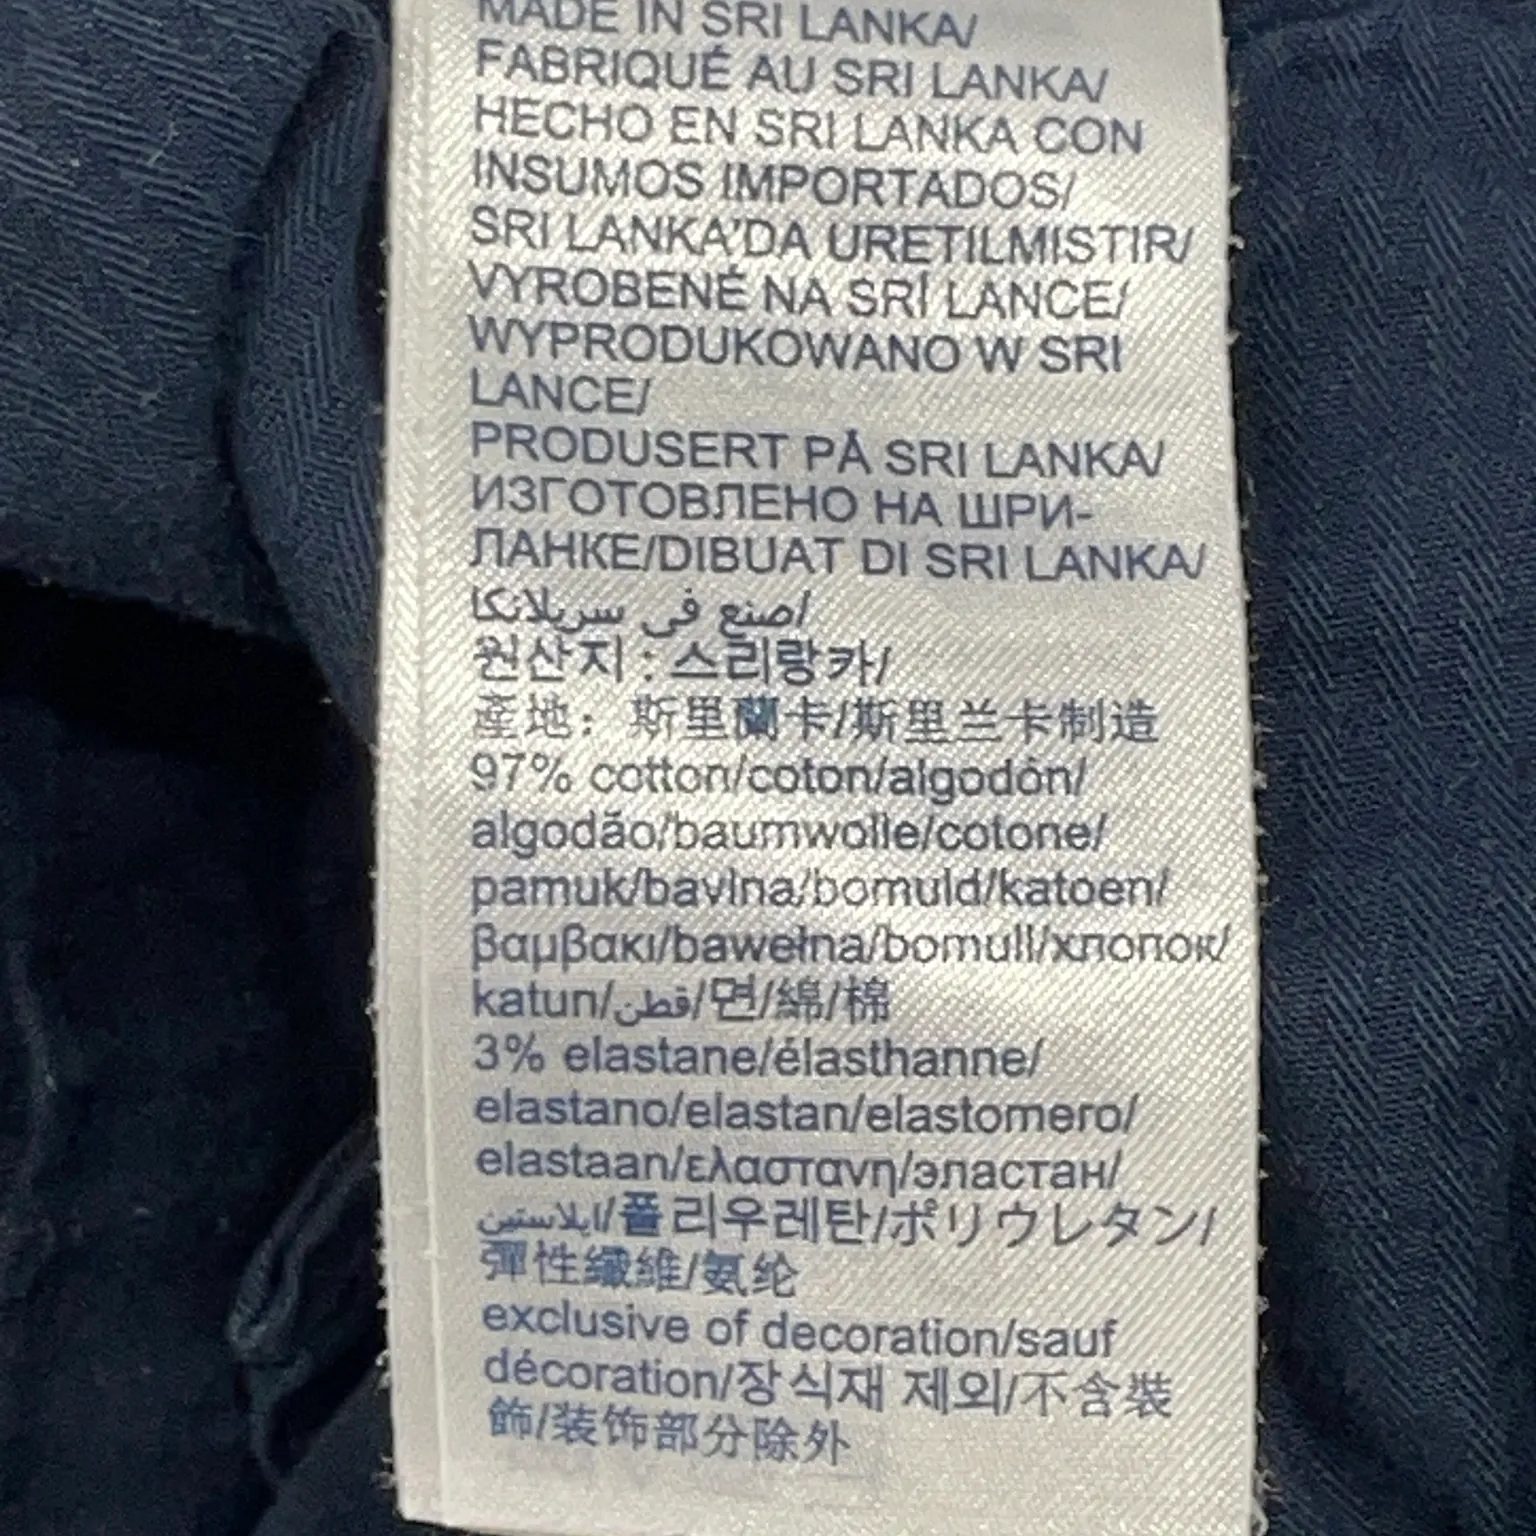 MADE IN SRI LANKA/
FABRIQUÉ AU SRI LANKA/
HECHO EN SRI LANKA CON
INSUMOS IMPORTADOS/
SRI LANKA'DA URETILMISTIR/
VYROBENÉ NA SRÍ LANCE/
WYPRODUKOWANO W SRI
LANCE/
PRODUSERT PÅ SRI LANKA/
ИЗГОТОВЛЕНО НА ШРИ-
ЛАНКЕ/DIBUAT DI SRI LANKA/
صنع في سريلانكا/
원산지 : 스리랑카/
產地：斯里蘭卡/斯里兰卡制造
97% cotton/coton/algodón/
algodão/baumwolle/cotone/
pamuk/bavlna/bomuld/katoen/
βαμβακι/bawełna/bomull/хлопок/
katun/قطن/면/綿/棉
3% elastane/élasthanne/
elastano/elastan/elastomero/
elastaan/ελαστανη/эластан/
ايلاستين/폴리우레탄/ポリウレタン/
彈性纖維/氨纶
exclusive of decoration/sauf
décoration/장식재 제외/不含裝
飾/装饰部分除外